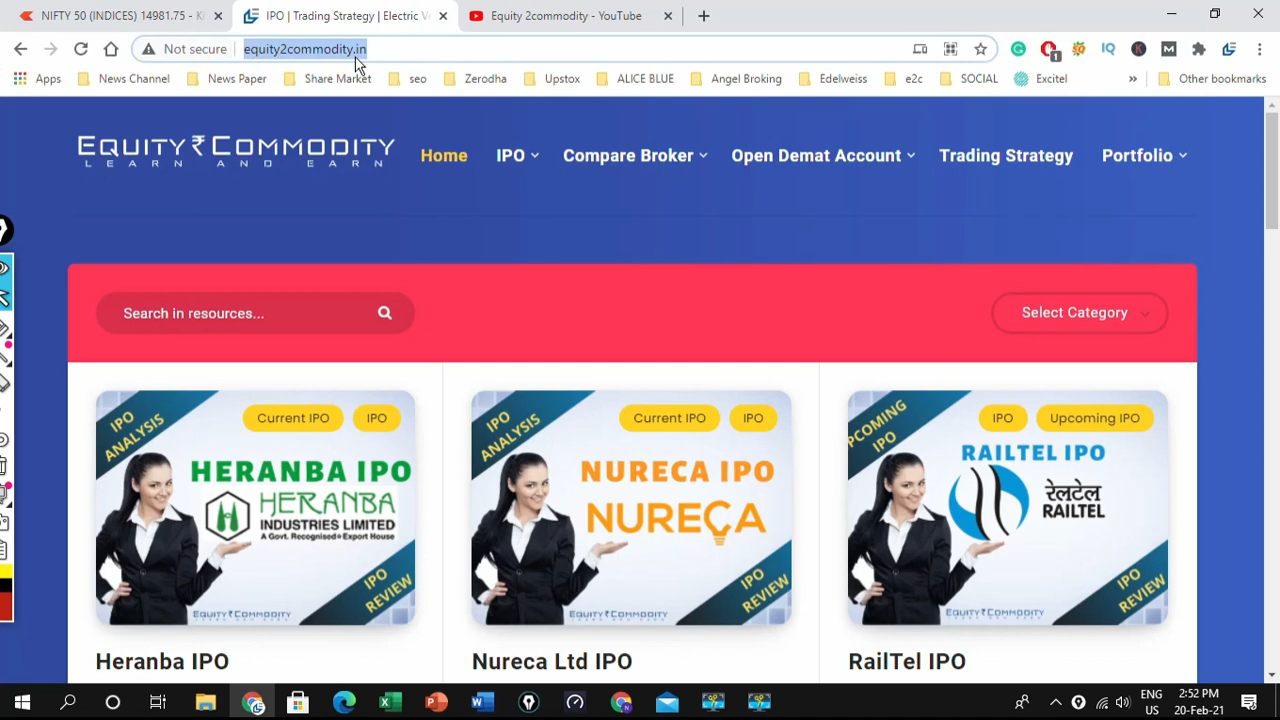 NIFTY 50 (INDICES) 14981.75 - Ki
IPO | Trading Strategy | Electric Ve
Equity 2commodity - YouTube
Not secure
equity2commodity.in
Apps
News Channel
News Paper
Share Market
seo
Zerodha
Upstox
ALICE BLUE
Angel Broking
Edelweiss
e2c
SOCIAL
Excitel
»
Other bookmarks
EQUITY₹COMMODITY
LEARN AND EARN
Home
IPO
Compare Broker
Open Demat Account
Trading Strategy
Portfolio
Search in resources...
Select Category
IPO ANALYSIS
Current IPO
IPO
HERANBA IPO
HERANBA
INDUSTRIES LIMITED
A Govt. Recognised★Export House
IPO REVIEW
EQUITY₹COMMODITY
Heranba IPO
IPO ANALYSIS
Current IPO
IPO
NURECA IPO
NURECA
IPO REVIEW
EQUITY₹COMMODITY
Nureca Ltd IPO
PCOMING IPO
IPO
Upcoming IPO
RAILTEL IPO
रेलटेल
RAILTEL
IPO REVIEW
EQUITY₹COMMODITY
RailTel IPO
ENG
US
2:52 PM
20-Feb-21